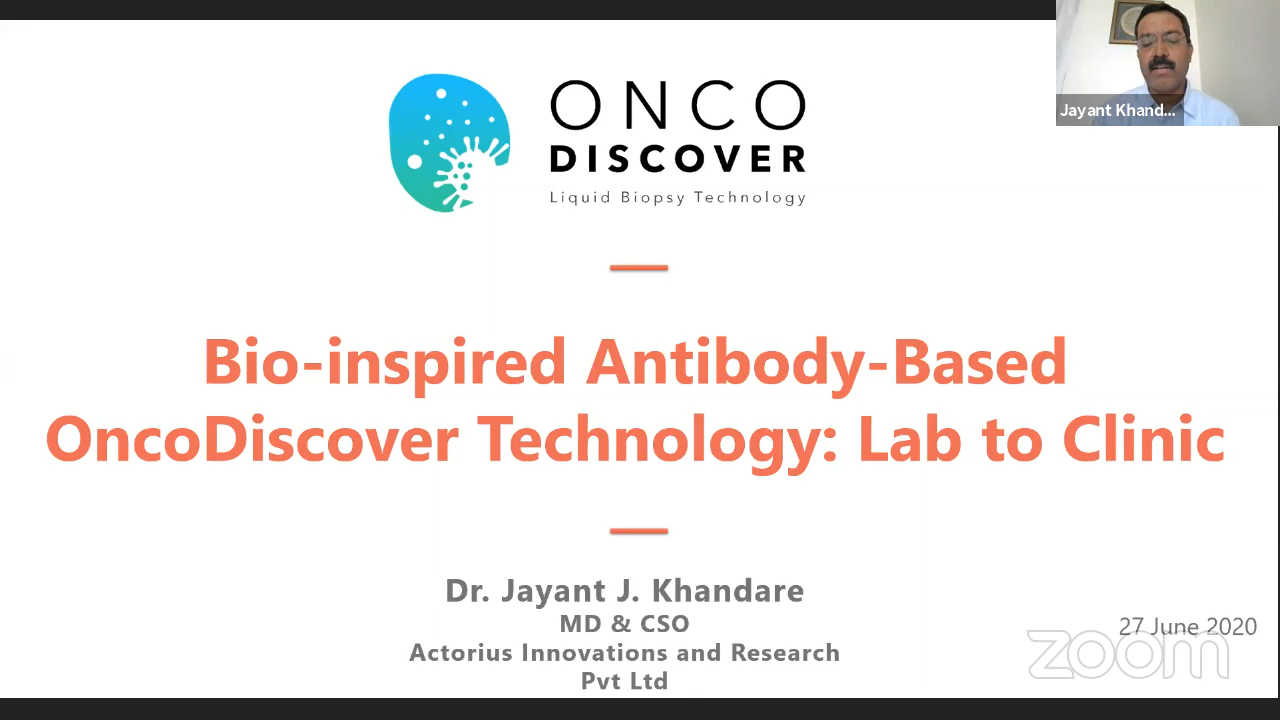 Jayant Khand...
ONCO
DISCOVER
Liquid Biopsy Technology
Bio-inspired Antibody-Based
OncoDiscover Technology: Lab to Clinic
Dr. Jayant J. Khandare
MD & CSO
Actorius Innovations and Research
Pvt Ltd
27 June 2020
zoom